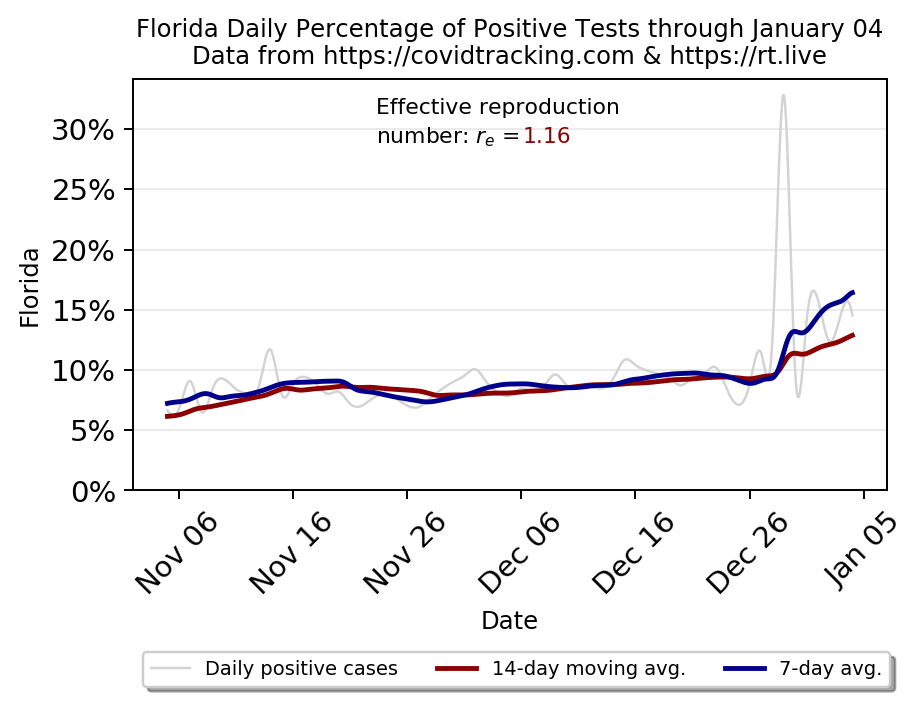 Florida Daily Percentage of Positive Tests through January 04
Data from https://covidtracking.com & https://rt.live
Effective reproduction
number: rₑ =1.16
30%
25%
20%
15%
10%
5%
0%
Florida
Nov 06
Nov 16
Nov 26
Dec 06
Dec 16
Dec 26
Jan 05
Date
Daily positive cases
14-day moving avg.
7-day avg.